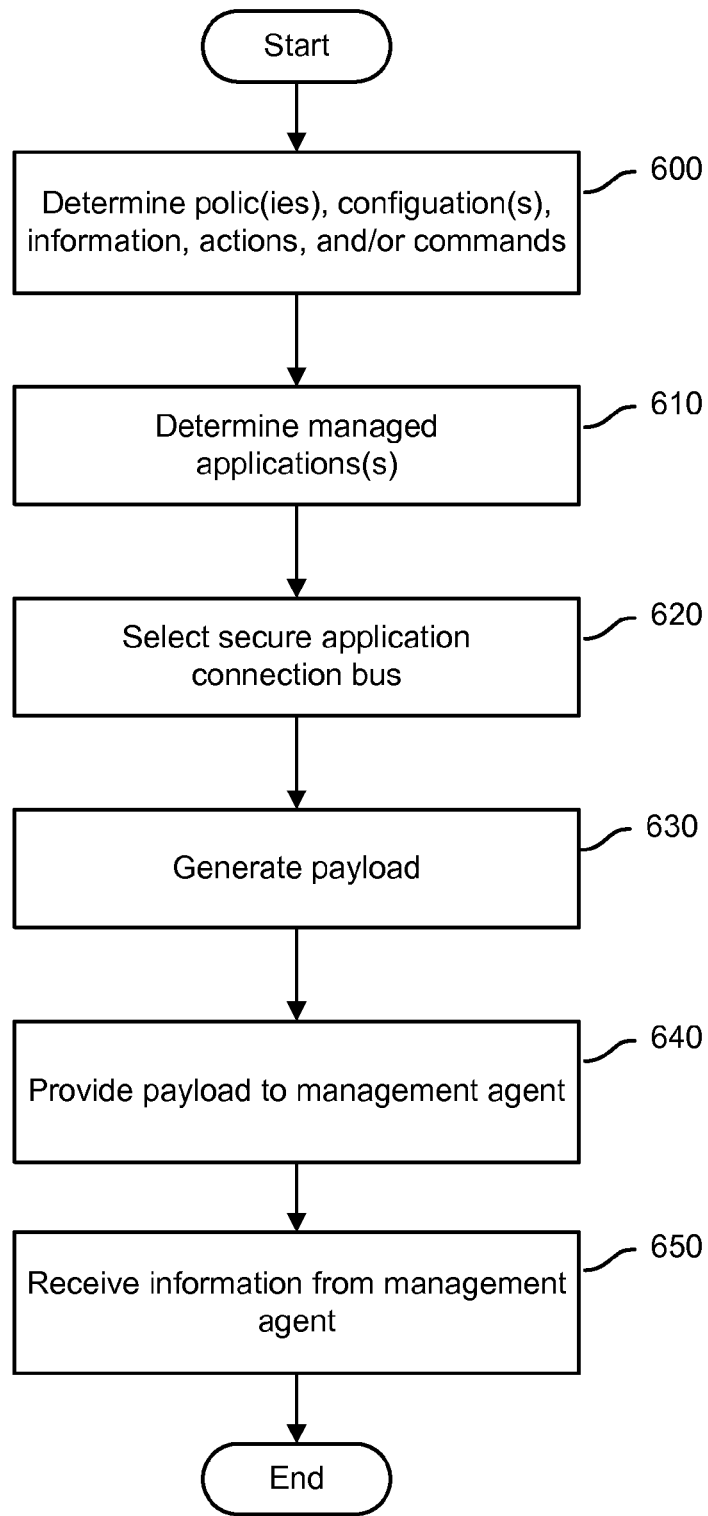 Start
600
Determine polic(ies), configuation(s),
information, actions, and/or commands
610
Determine managed
applications(s)
620
Select secure application
connection bus
630
Generate payload
640
Provide payload to management agent
650
Receive information from management
agent
End